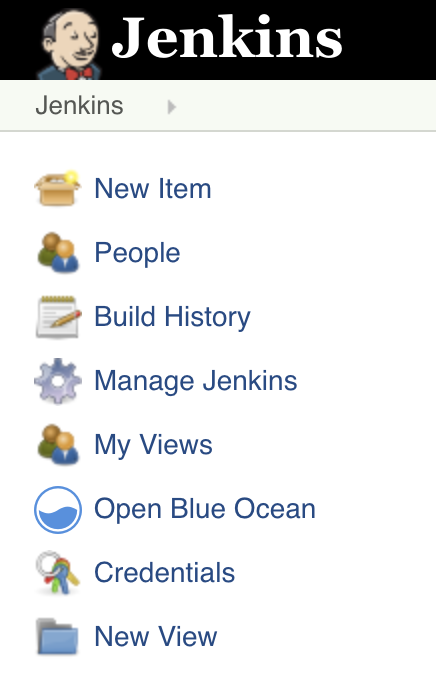 Jenkins
Jenkins
New Item
People
Build History
Manage Jenkins
My Views
Open Blue Ocean
Credentials
New View